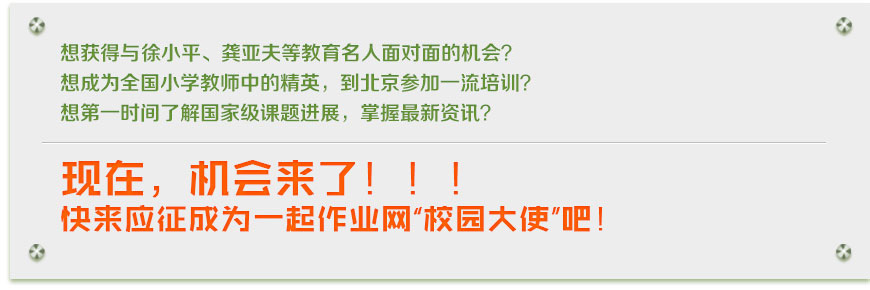 想获得与徐小平、龚亚夫等教育名人面对面的机会？
想成为全国小学教师中的精英，到北京参加一流培训？
想第一时间了解国家级课题进展，掌握最新资讯？
现在，机会来了！！！
快来应征成为一起作业网“校园大使”吧！